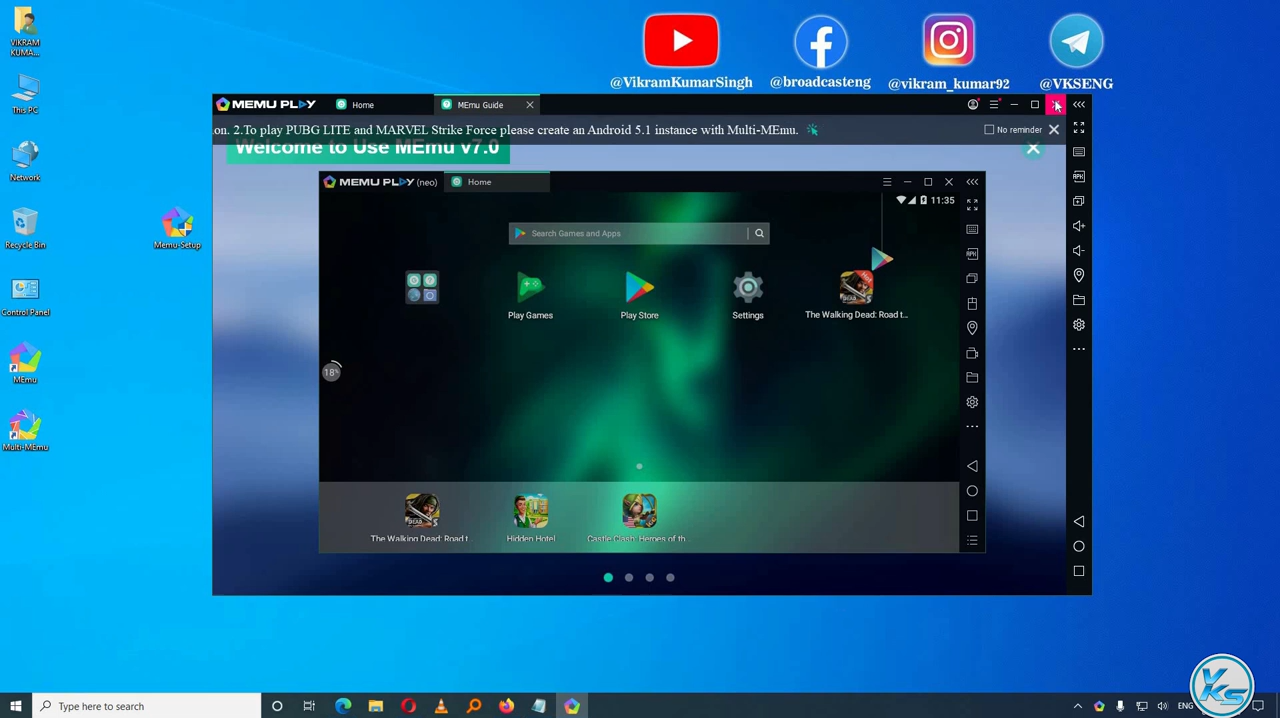 @VikramKumarSingh
@broadcasteng
@vikram_kumar92
@VKSENG
VIKRAM
KUMA...
This PC
Network
Recycle Bin
Memu-Setup
Control Panel
MEmu
Multi-MEmu
MEMU PLAY
Home
MEmu Guide
on. 2.To play PUBG LITE and MARVEL Strike Force please create an Android 5.1 instance with Multi-MEmu.
No reminder
Welcome to Use MEmu v7.0
MEMU PLAY (neo)
Home
11:35
Search Games and Apps
Play Games
Play Store
Settings
The Walking Dead: Road t...
18%
The Walking Dead: Road t
Hidden Hotel
Castle Clash: Heroes of th...
APK
APK
Type here to search
ENG
VKS